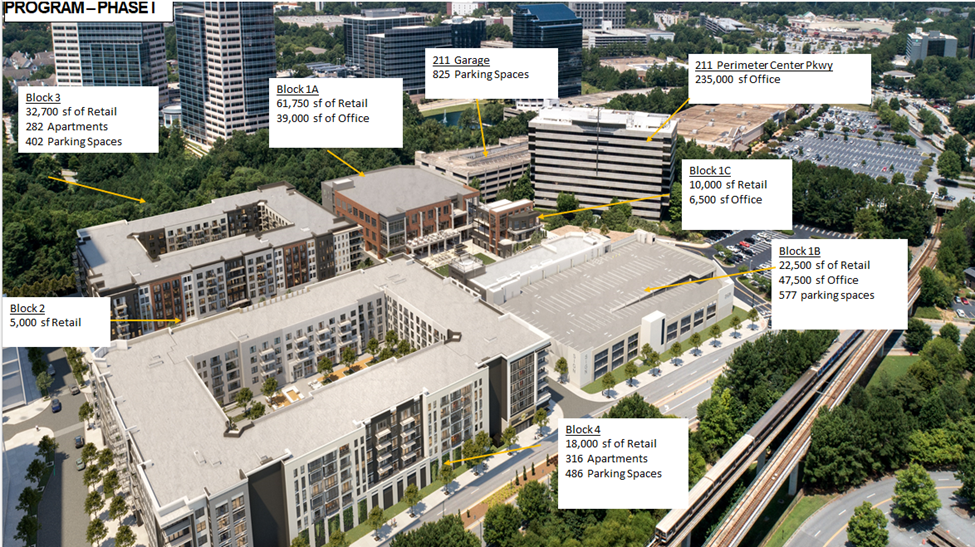 PROGRAM – PHASE I
Block 3
32,700 sf of Retail
282 Apartments
402 Parking Spaces
Block 1A
61,750 sf of Retail
39,000 sf of Office
211 Garage
825 Parking Spaces
211 Perimeter Center Pkwy
235,000 sf Office
Block 1C
10,000 sf Retail
6,500 sf of Office
Block 1B
22,500 sf of Retail
47,500 sf of Office
577 parking spaces
Block 2
5,000 sf Retail
Block 4
18,000 sf of Retail
316 Apartments
486 Parking Spaces